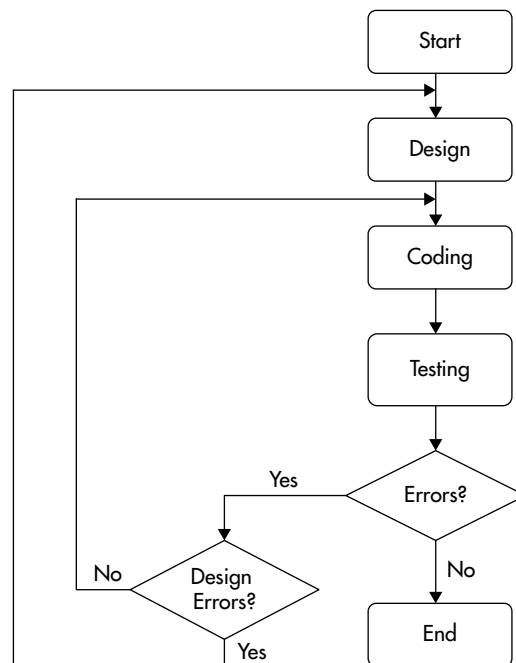 Start
Design
Coding
Testing
Yes
Errors?
No
Design
Errors?
No
Yes
End